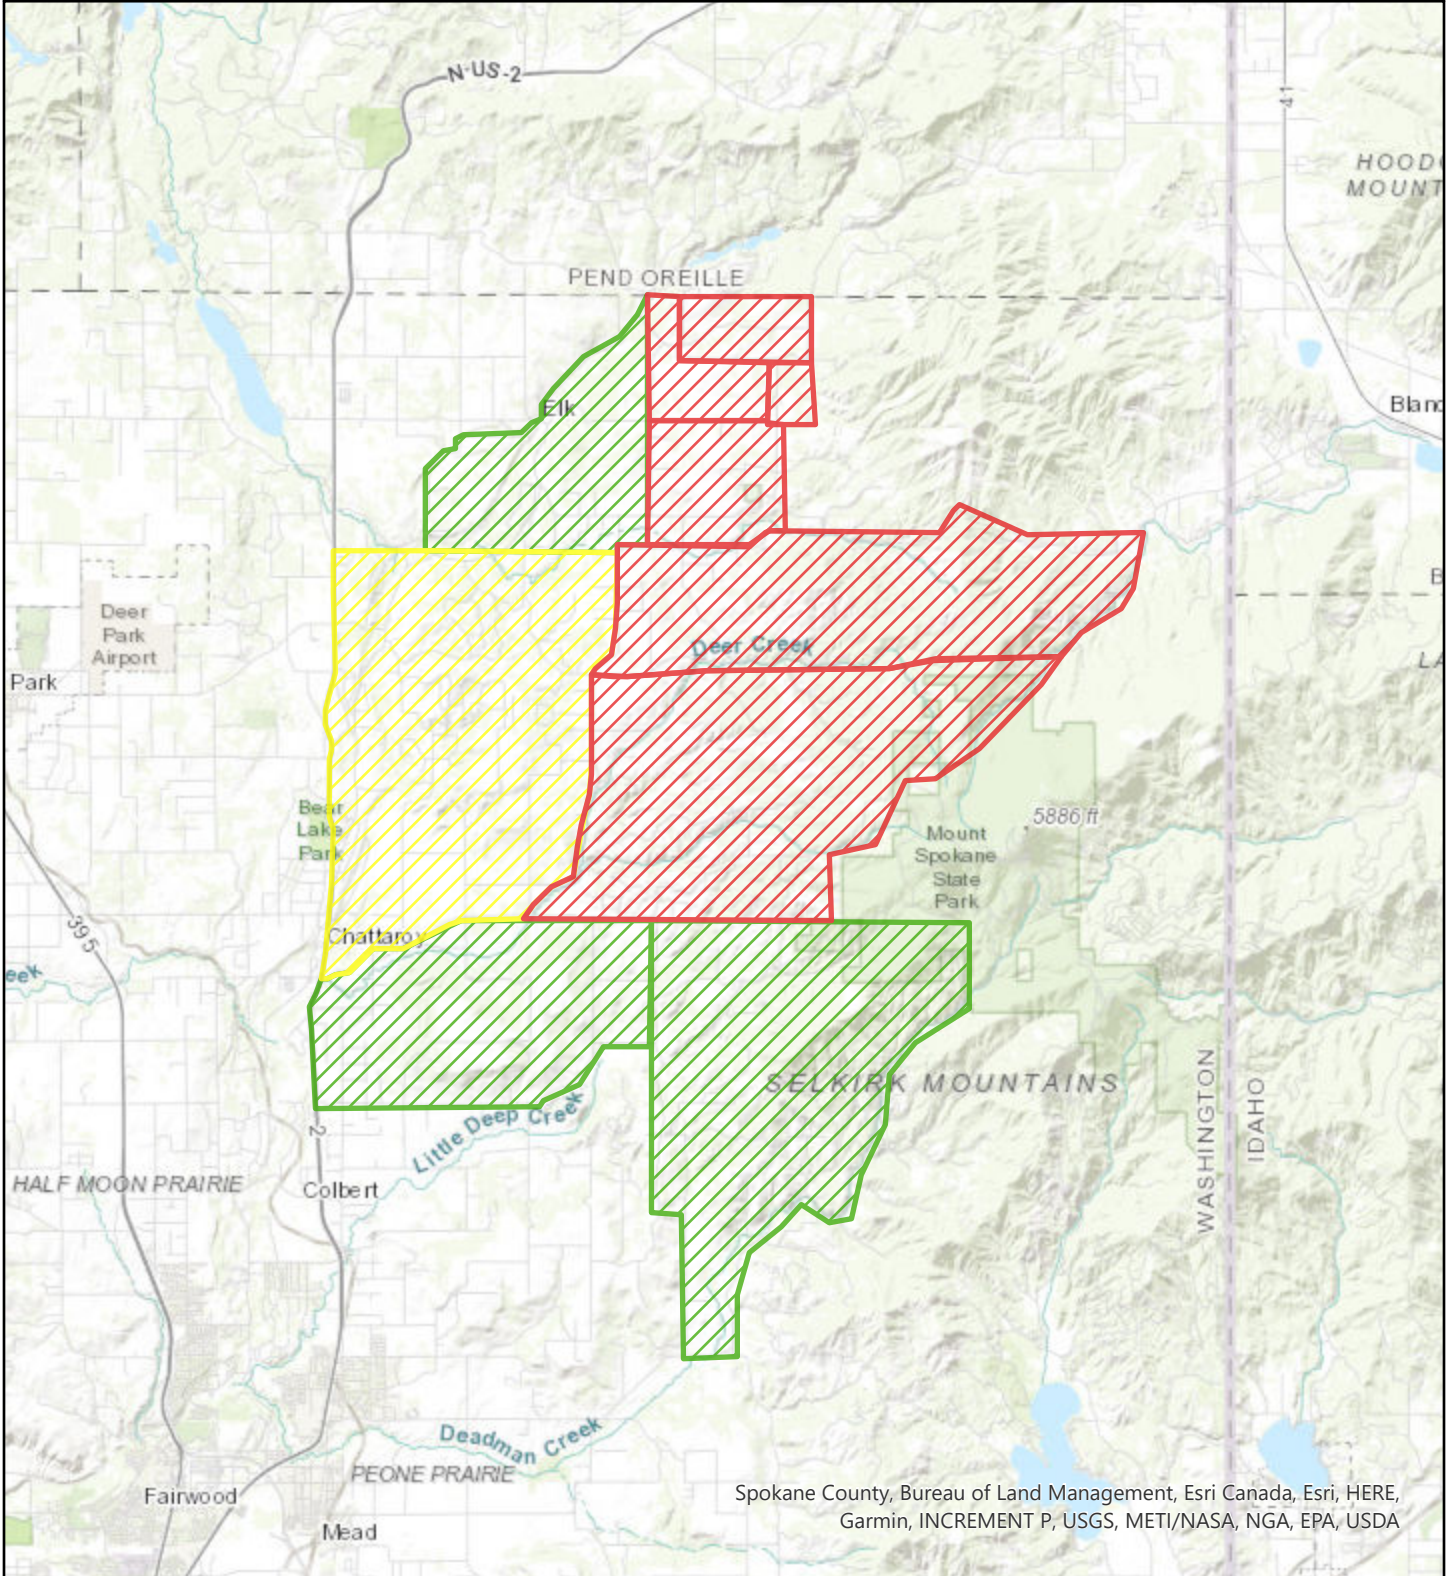 N-US-2
41
HOOD
MOUNT
PEND OREILLE
Elk
Blanc
Deer
Park
Airport
B
Deer Creek
LA
Park
Bear
Lake
Park
5886 ft
Mount
Spokane
State
Park
Chattaroy
395
eek
SELKIRK MOUNTAINS
WASHINGTON
IDAHO
Little Deep Creek
2
HALF MOON PRAIRIE
Colbert
Deadman Creek
PEONE PRAIRIE
Fairwood
Mead
Spokane County, Bureau of Land Management, Esri Canada, Esri, HERE,
Garmin, INCREMENT P, USGS, METI/NASA, NGA, EPA, USDA